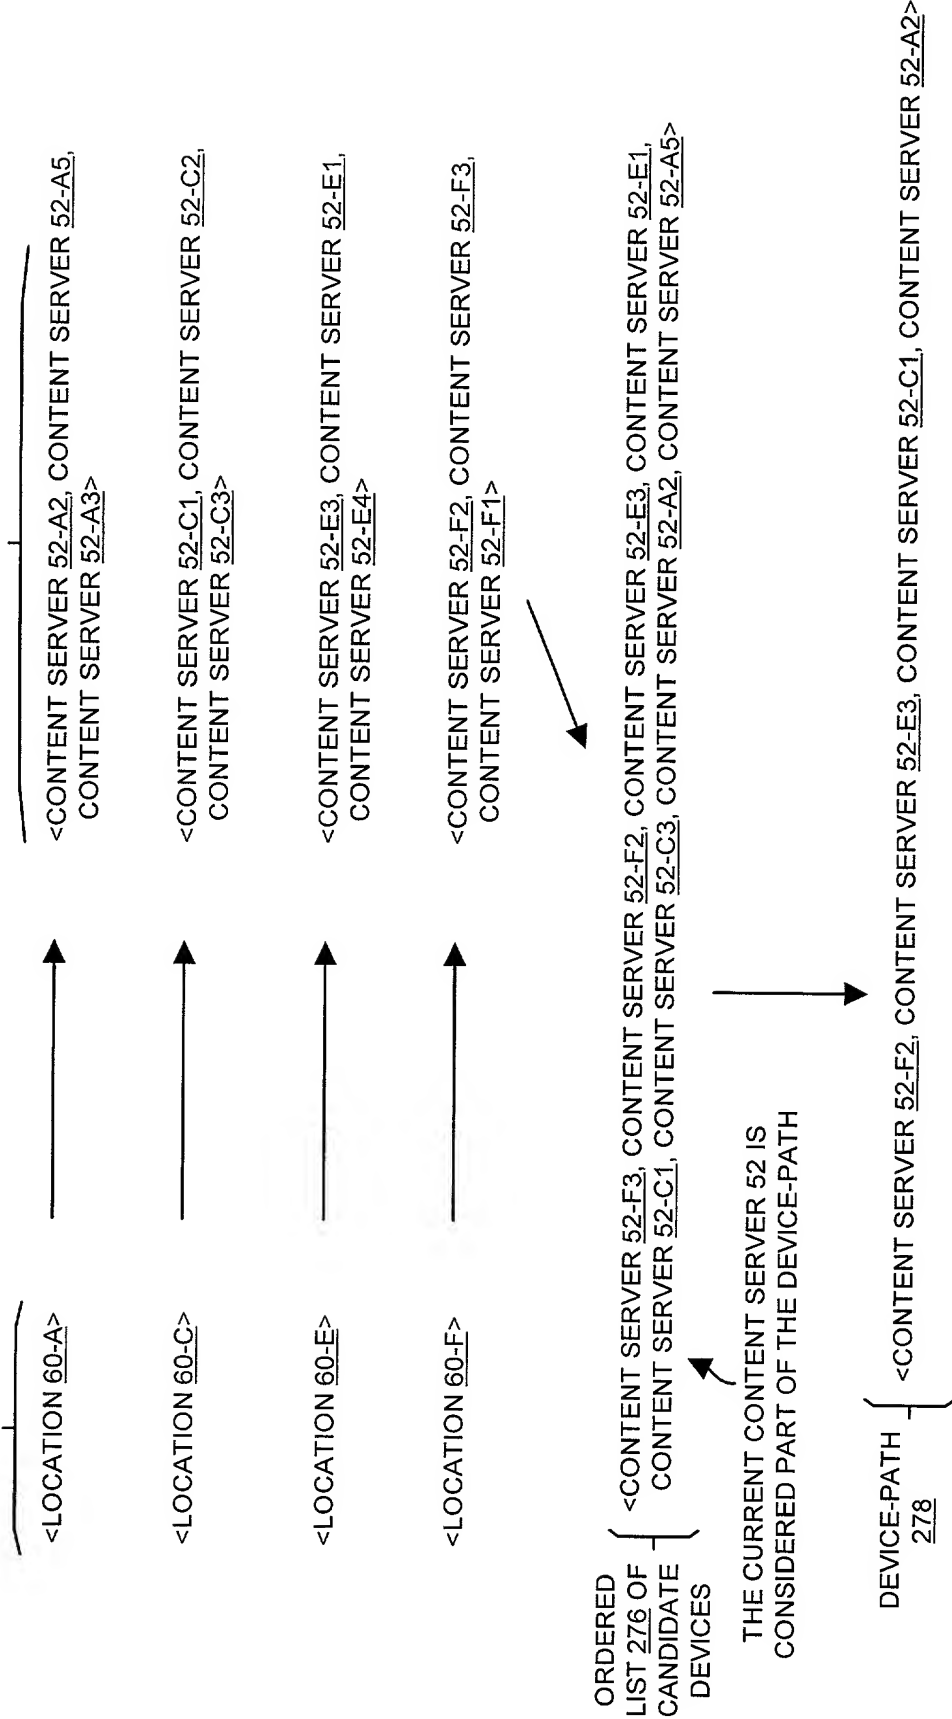 <LOCATION 60-A>
<CONTENT SERVER 52-A2, CONTENT SERVER 52-A5,
CONTENT SERVER 52-A3>
<LOCATION 60-C>
<CONTENT SERVER 52-C1, CONTENT SERVER 52-C2,
CONTENT SERVER 52-C3>
<LOCATION 60-E>
<CONTENT SERVER 52-E3, CONTENT SERVER 52-E1,
CONTENT SERVER 52-E4>
<LOCATION 60-F>
<CONTENT SERVER 52-F2, CONTENT SERVER 52-F3,
CONTENT SERVER 52-F1>
ORDERED
LIST 276 OF
CANDIDATE
DEVICES
<CONTENT SERVER 52-F3, CONTENT SERVER 52-F2, CONTENT SERVER 52-E3, CONTENT SERVER 52-E1,
CONTENT SERVER 52-C1, CONTENT SERVER 52-C3, CONTENT SERVER 52-A2, CONTENT SERVER 52-A5>
THE CURRENT CONTENT SERVER 52 IS
CONSIDERED PART OF THE DEVICE-PATH
DEVICE-PATH
278
<CONTENT SERVER 52-F2, CONTENT SERVER 52-E3, CONTENT SERVER 52-C1, CONTENT SERVER 52-A2>